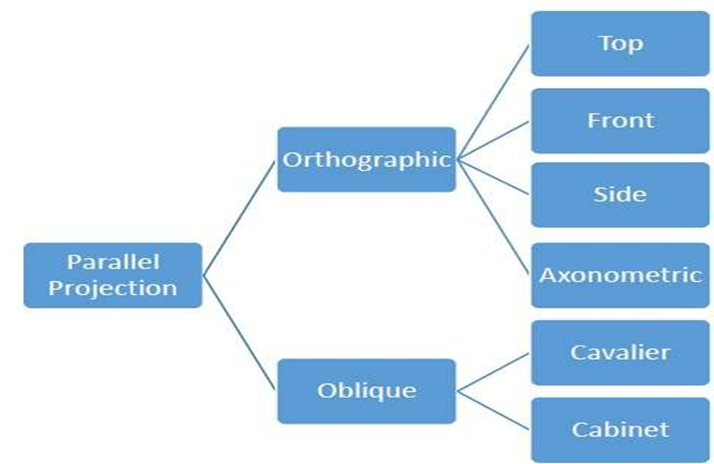 Parallel
Projection
Orthographic
Oblique
Top
Front
Side
Axonometric
Cavalier
Cabinet